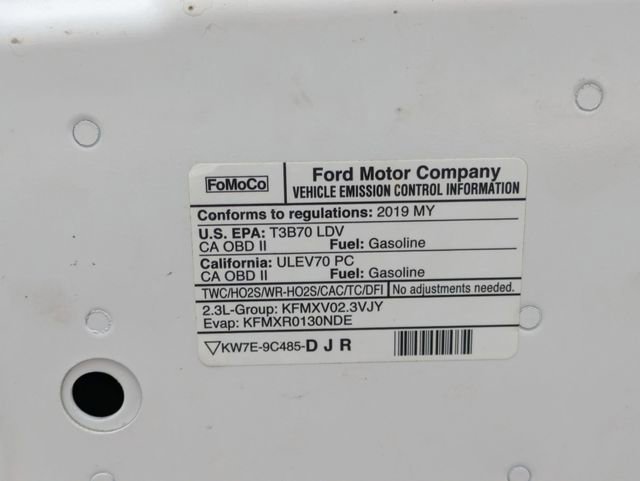 FoMoCo
Ford Motor Company
VEHICLE EMISSION CONTROL INFORMATION
Conforms to regulations: 2019 MY
U.S. EPA: T3B70 LDV
CA OBD II Fuel: Gasoline
California: ULEV70 PC
CA OBD II Fuel: Gasoline
TWC/HO2S/WR-HO2S/CAC/TC/DFI No adjustments needed.
2.3L-Group: KFMXV02.3VJY
Evap: KFMXR0130NDE
KW7E-9C485-D J R